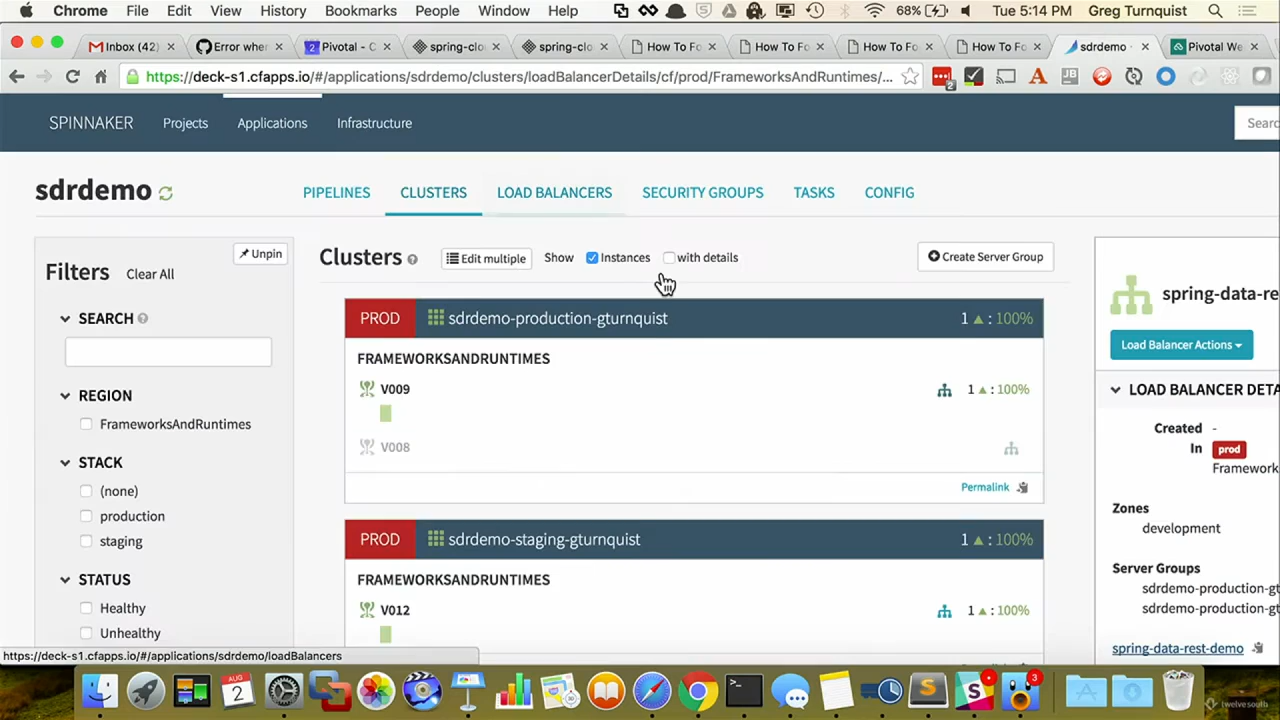 Chrome File Edit View History Bookmarks People Window Help 68% Tue 5:14 PM Greg Turnquist
Inbox (42) Error whe Pivotal - C spring-clo spring-clo How To Fo How To Fo How To Fo How To Fo sdrdemo Pivotal We
https://deck-s1.cfapps.io/#/applications/sdrdemo/clusters/loadBalancerDetails/cf/prod/FrameworksAndRuntimes/...
2
JB
SPINNAKER Projects Applications Infrastructure Searc
sdrdemo PIPELINES CLUSTERS LOAD BALANCERS SECURITY GROUPS TASKS CONFIG
Unpin
Filters Clear All
SEARCH
REGION
FrameworksAndRuntimes
STACK
(none)
production
staging
STATUS
Healthy
Unhealthy
Clusters Edit multiple Show Instances with details Create Server Group
PROD sdrdemo-production-gturnquist 1 : 100%
FRAMEWORKSANDRUNTIMES
V009 1 : 100%
V008
Permalink
PROD sdrdemo-staging-gturnquist 1 : 100%
FRAMEWORKSANDRUNTIMES
V012 1 : 100%
spring-data-res
Load Balancer Actions
LOAD BALANCER DETA
Created -
In prod
Framework
Zones
development
Server Groups
sdrdemo-production-gt
sdrdemo-production-gt
spring-data-rest-demo
https://deck-s1.cfapps.io/#/applications/sdrdemo/loadBalancers
AUG
2
3
twelve south